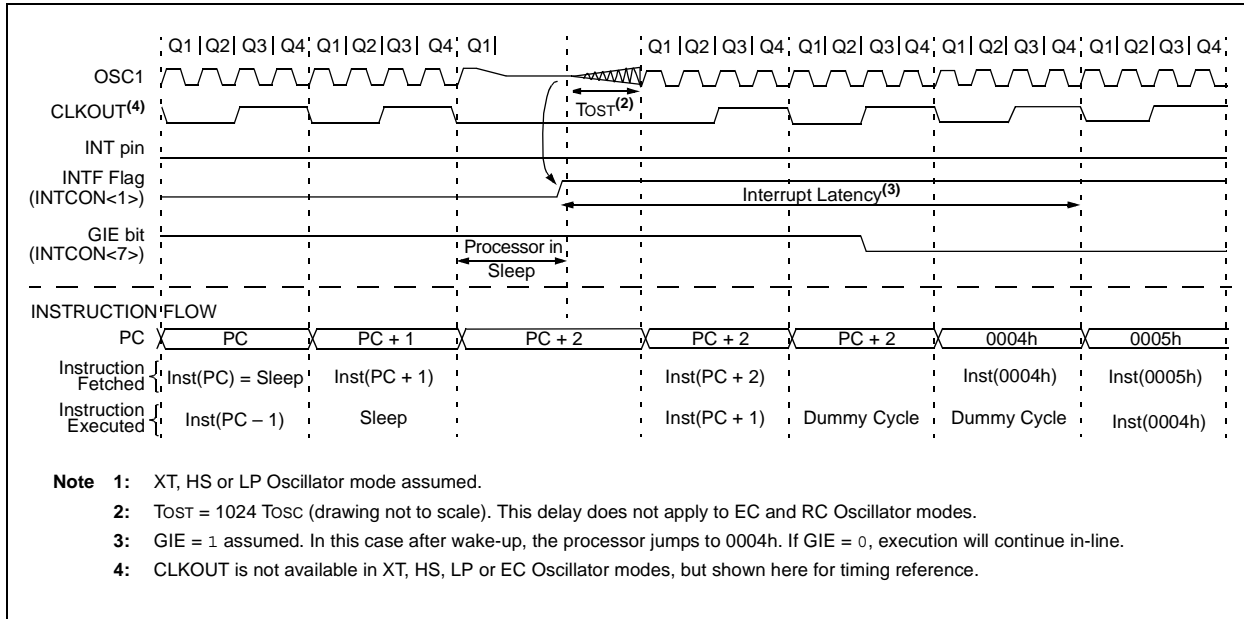 Q1 Q2 Q3 Q4 Q1 Q2 Q3 Q4 Q1 Q1 Q2 Q3 Q4 Q1 Q2 Q3 Q4 Q1 Q2 Q3 Q4 Q1 Q2 Q3 Q4
OSC1
CLKOUT(4)
TOST(2)
INT pin
INTF Flag
(INTCON<1>)
Interrupt Latency(3)
GIE bit
(INTCON<7>)
Processor in
Sleep
INSTRUCTION FLOW
PC PC PC + 1 PC + 2 PC + 2 PC + 2 0004h 0005h
Instruction
Fetched
Inst(PC) = Sleep Inst(PC + 1) Inst(PC + 2) Inst(0004h) Inst(0005h)
Instruction
Executed
Inst(PC – 1) Sleep Inst(PC + 1) Dummy Cycle Dummy Cycle Inst(0004h)
Note 1: XT, HS or LP Oscillator mode assumed.
2: TOST = 1024 TOSC (drawing not to scale). This delay does not apply to EC and RC Oscillator modes.
3: GIE = 1 assumed. In this case after wake-up, the processor jumps to 0004h. If GIE = 0, execution will continue in-line.
4: CLKOUT is not available in XT, HS, LP or EC Oscillator modes, but shown here for timing reference.